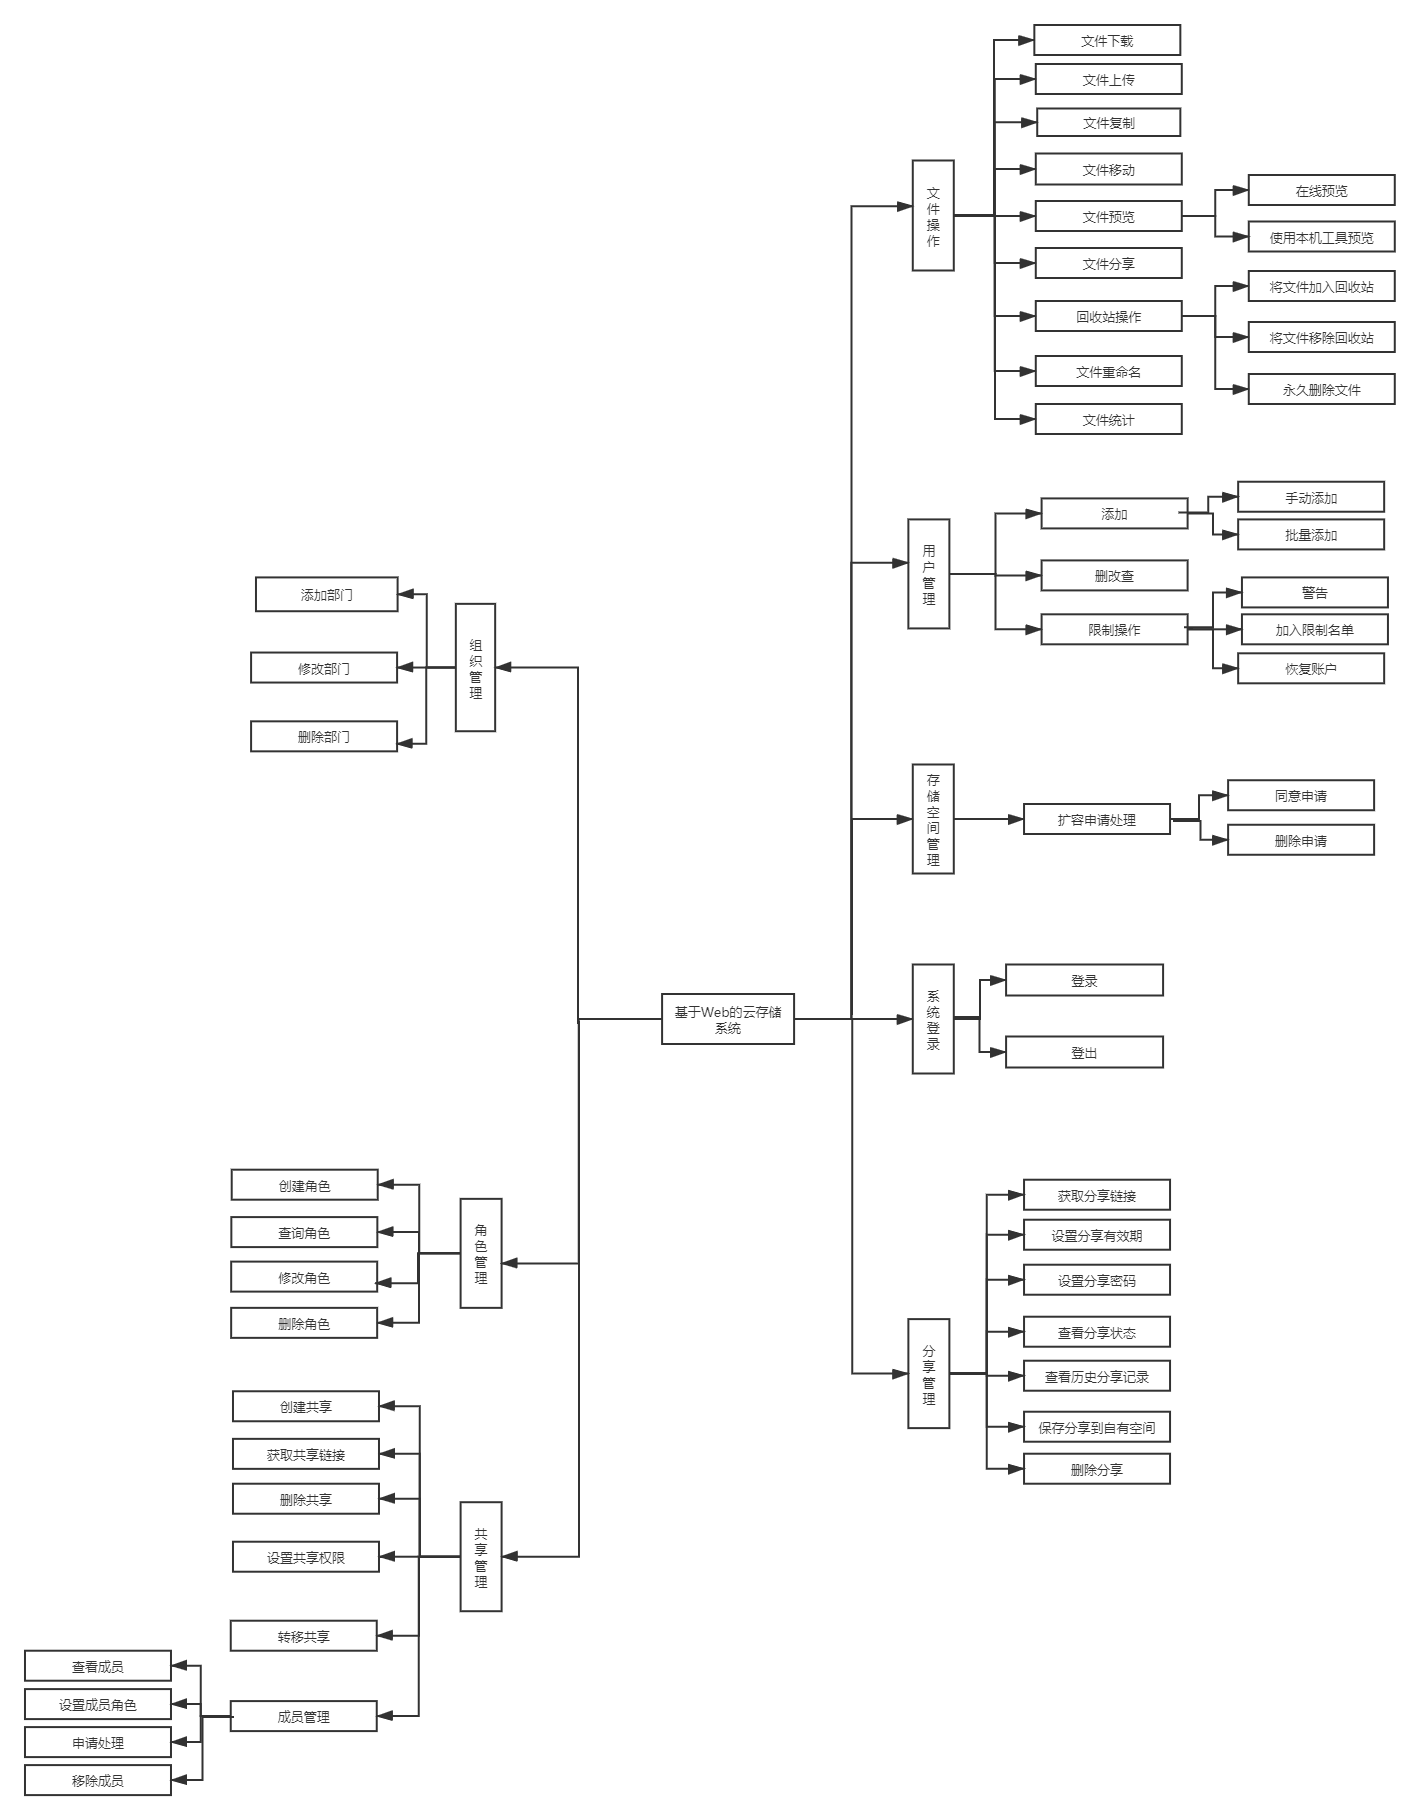 基于Web的云存储
系统
文件操作
文件下载
文件上传
文件复制
文件移动
文件预览
在线预览
使用本机工具预览
文件分享
回收站操作
将文件加入回收站
将文件移除回收站
永久删除文件
文件重命名
文件统计
用户管理
添加
手动添加
批量添加
删改查
限制操作
警告
加入限制名单
恢复账户
存储空间管理
扩容申请处理
同意申请
删除申请
系统登录
登录
登出
分享管理
获取分享链接
设置分享有效期
设置分享密码
查看分享状态
查看历史分享记录
保存分享到自有空间
删除分享
组织管理
添加部门
修改部门
删除部门
角色管理
创建角色
查询角色
修改角色
删除角色
共享管理
创建共享
获取共享链接
删除共享
设置共享权限
转移共享
成员管理
查看成员
设置成员角色
申请处理
移除成员